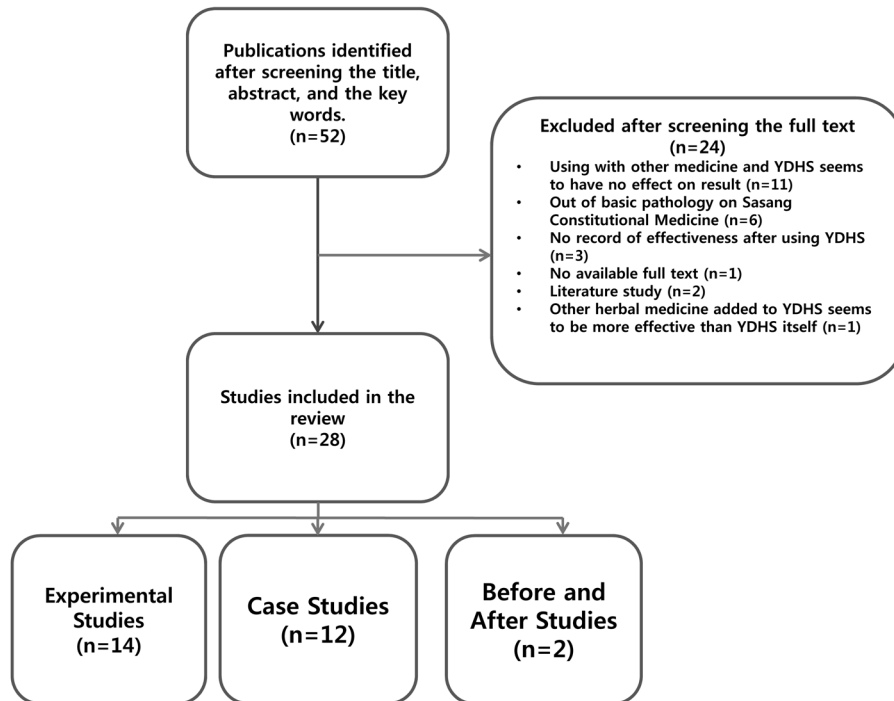 Publications identified
after screening the title,
abstract, and the key
words.
(n=52)
Excluded after screening the full text
(n=24)
• Using with other medicine and YDHS seems
to have no effect on result (n=11)
• Out of basic pathology on Sasang
Constitutional Medicine (n=6)
• No record of effectiveness after using YDHS
(n=3)
• No available full text (n=1)
• Literature study (n=2)
• Other herbal medicine added to YDHS seems
to be more effective than YDHS itself (n=1)
Studies included in the
review
(n=28)
Experimental
Studies
(n=14)
Case Studies
(n=12)
Before and
After Studies
(n=2)